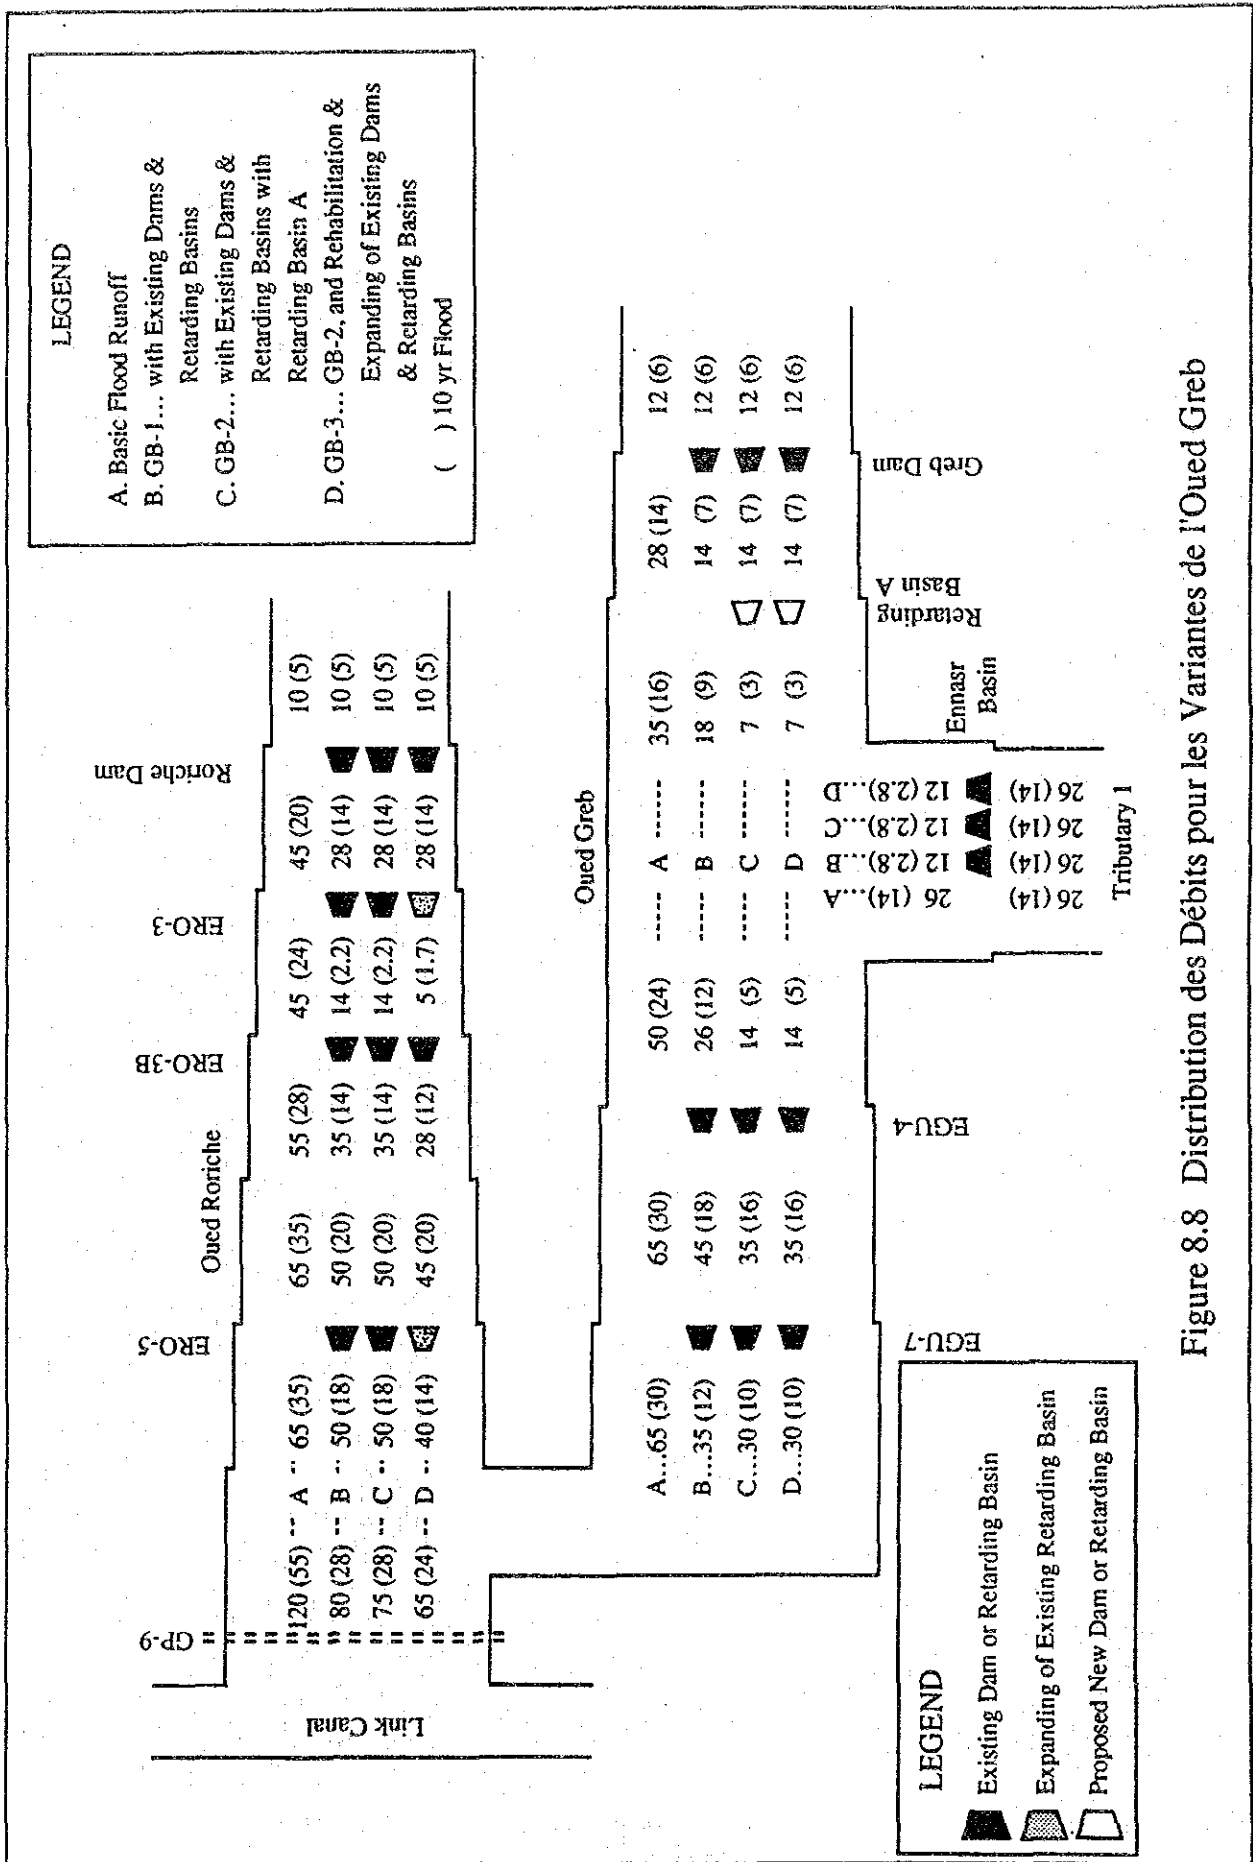 LEGEND
A. Basic Flood Runoff
B. GB-1... with Existing Dams &
Retarding Basins
C. GB-2... with Existing Dams &
Retarding Basins with
Retarding Basin A
D. GB-3... GB-2, and Rehabilitation &
Expanding of Existing Dams
& Retarding Basins
( ) 10 yr Flood
Link Canal
GP-9
ERO-5
Oued Roriche
ERO-3B
ERO-3
Roriche Dam
120 (55) -- A -- 65 (35) 65 (35) 55 (28) 45 (24) 45 (20) 10 (5)
80 (28) -- B -- 50 (18) 50 (20) 35 (14) 14 (2.2) 28 (14) 10 (5)
75 (28) -- C -- 50 (18) 50 (20) 35 (14) 14 (2.2) 28 (14) 10 (5)
65 (24) -- D -- 40 (14) 45 (20) 28 (12) 5 (1.7) 28 (14) 10 (5)
Oued Greb
A...65 (30) 65 (30) 50 (24) ----- A ----- 35 (16) 28 (14) 12 (6)
B...35 (12) 45 (18) 26 (12) ----- B ----- 18 (9) 14 (7) 12 (6)
C...30 (10) 35 (16) 14 (5) ----- C ----- 7 (3) 14 (7) 12 (6)
D...30 (10) 35 (16) 14 (5) ----- D ----- 7 (3) 14 (7) 12 (6)
EGU-7
EGU-4
Retarding
Basin A
Greb Dam
Ennasr
Basin
26 (14) 26 (14)...A
26 (14) 12 (2.8)...B
26 (14) 12 (2.8)...C
26 (14) 12 (2.8)...D
Tributary 1
LEGEND
Existing Dam or Retarding Basin
Expanding of Existing Retarding Basin
Proposed New Dam or Retarding Basin
Figure 8.8 Distribution des Débits pour les Variantes de l'Oued Greb